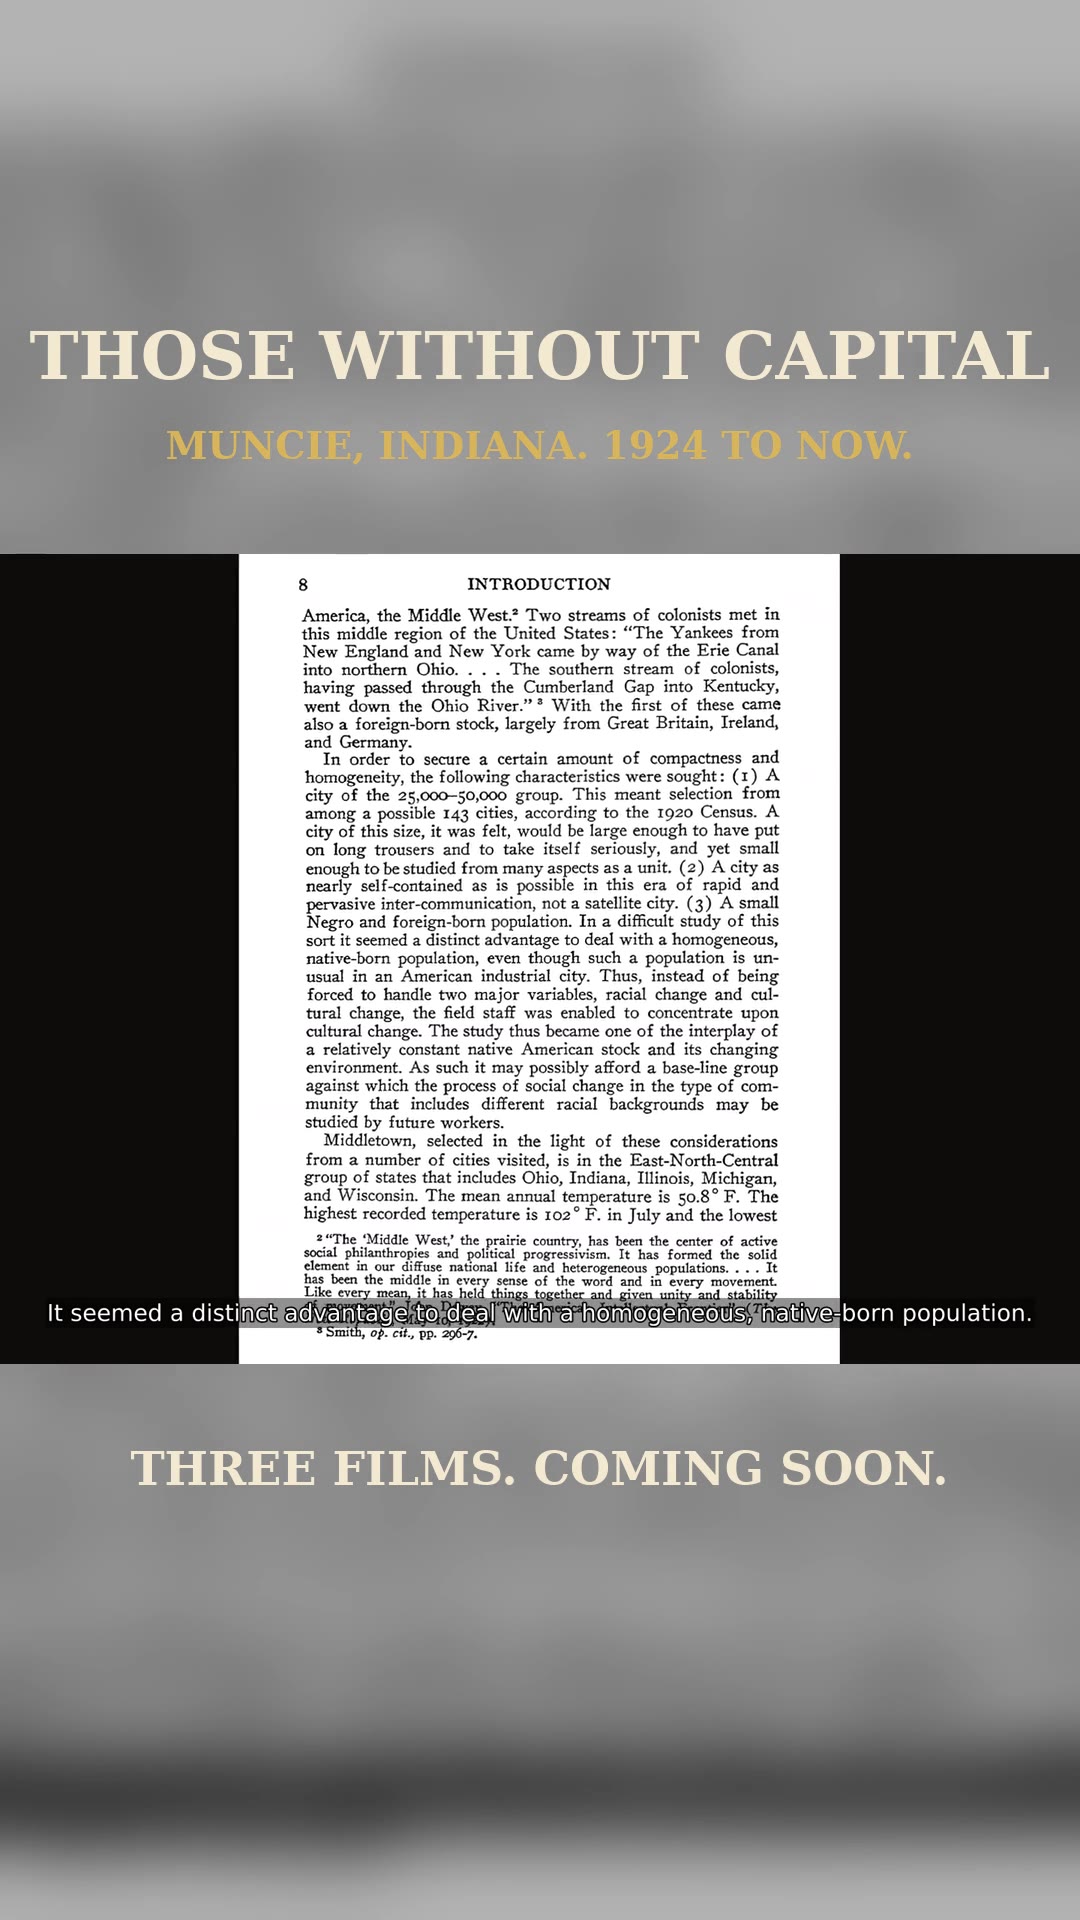 THOSE WITHOUT CAPITAL
MUNCIE, INDIANA. 1924 TO NOW.
8 INTRODUCTION
America, the Middle West.² Two streams of colonists met in
this middle region of the United States: “The Yankees from
New England and New York came by way of the Erie Canal
into northern Ohio. . . . The southern stream of colonists,
having passed through the Cumberland Gap into Kentucky,
went down the Ohio River.” ³ With the first of these came
also a foreign-born stock, largely from Great Britain, Ireland,
and Germany.
In order to secure a certain amount of compactness and
homogeneity, the following characteristics were sought: (1) A
city of the 25,000–50,000 group. This meant selection from
among a possible 143 cities, according to the 1920 Census. A
city of this size, it was felt, would be large enough to have put
on long trousers and to take itself seriously, and yet small
enough to be studied from many aspects as a unit. (2) A city as
nearly self-contained as is possible in this era of rapid and
pervasive inter-communication, not a satellite city. (3) A small
Negro and foreign-born population. In a difficult study of this
sort it seemed a distinct advantage to deal with a homogeneous,
native-born population, even though such a population is un-
usual in an American industrial city. Thus, instead of being
forced to handle two major variables, racial change and cul-
tural change, the field staff was enabled to concentrate upon
cultural change. The study thus became one of the interplay of
a relatively constant native American stock and its changing
environment. As such it may possibly afford a base-line group
against which the process of social change in the type of com-
munity that includes different racial backgrounds may be
studied by future workers.
Middletown, selected in the light of these considerations
from a number of cities visited, is in the East-North-Central
group of states that includes Ohio, Indiana, Illinois, Michigan,
and Wisconsin. The mean annual temperature is 50.8° F. The
highest recorded temperature is 102° F. in July and the lowest
² “The ‘Middle West,’ the prairie country, has been the center of active
social philanthropies and political progressivism. It has formed the solid
element in our diffuse national life and heterogeneous populations. . . . It
has been the middle in every sense of the word and in every movement.
Like every mean, it has held things together and given unity and stability
It seemed a distinct advantage to deal with a homogeneous, native-born population.
³ Smith, op. cit., pp. 296-7.
THREE FILMS. COMING SOON.